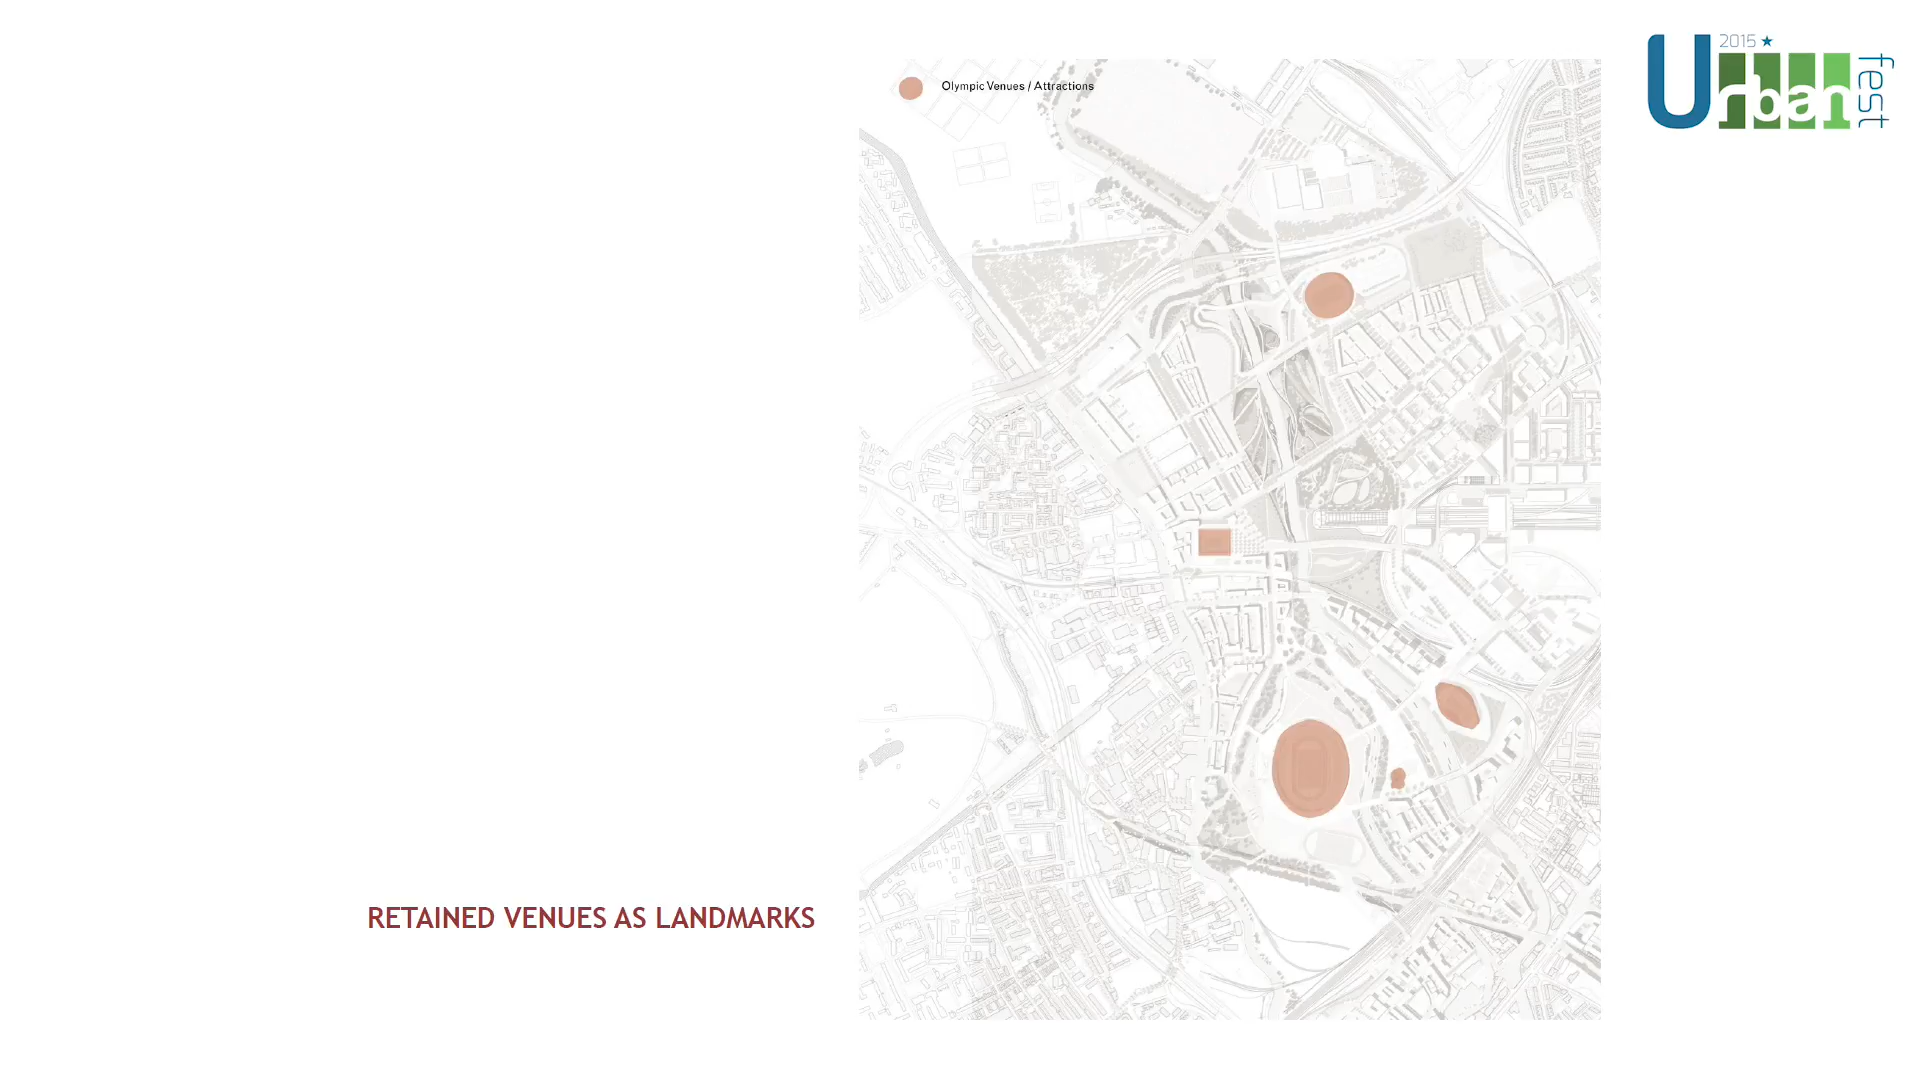 2015
Urban
fest
Olympic Venues / Attractions
RETAINED VENUES AS LANDMARKS